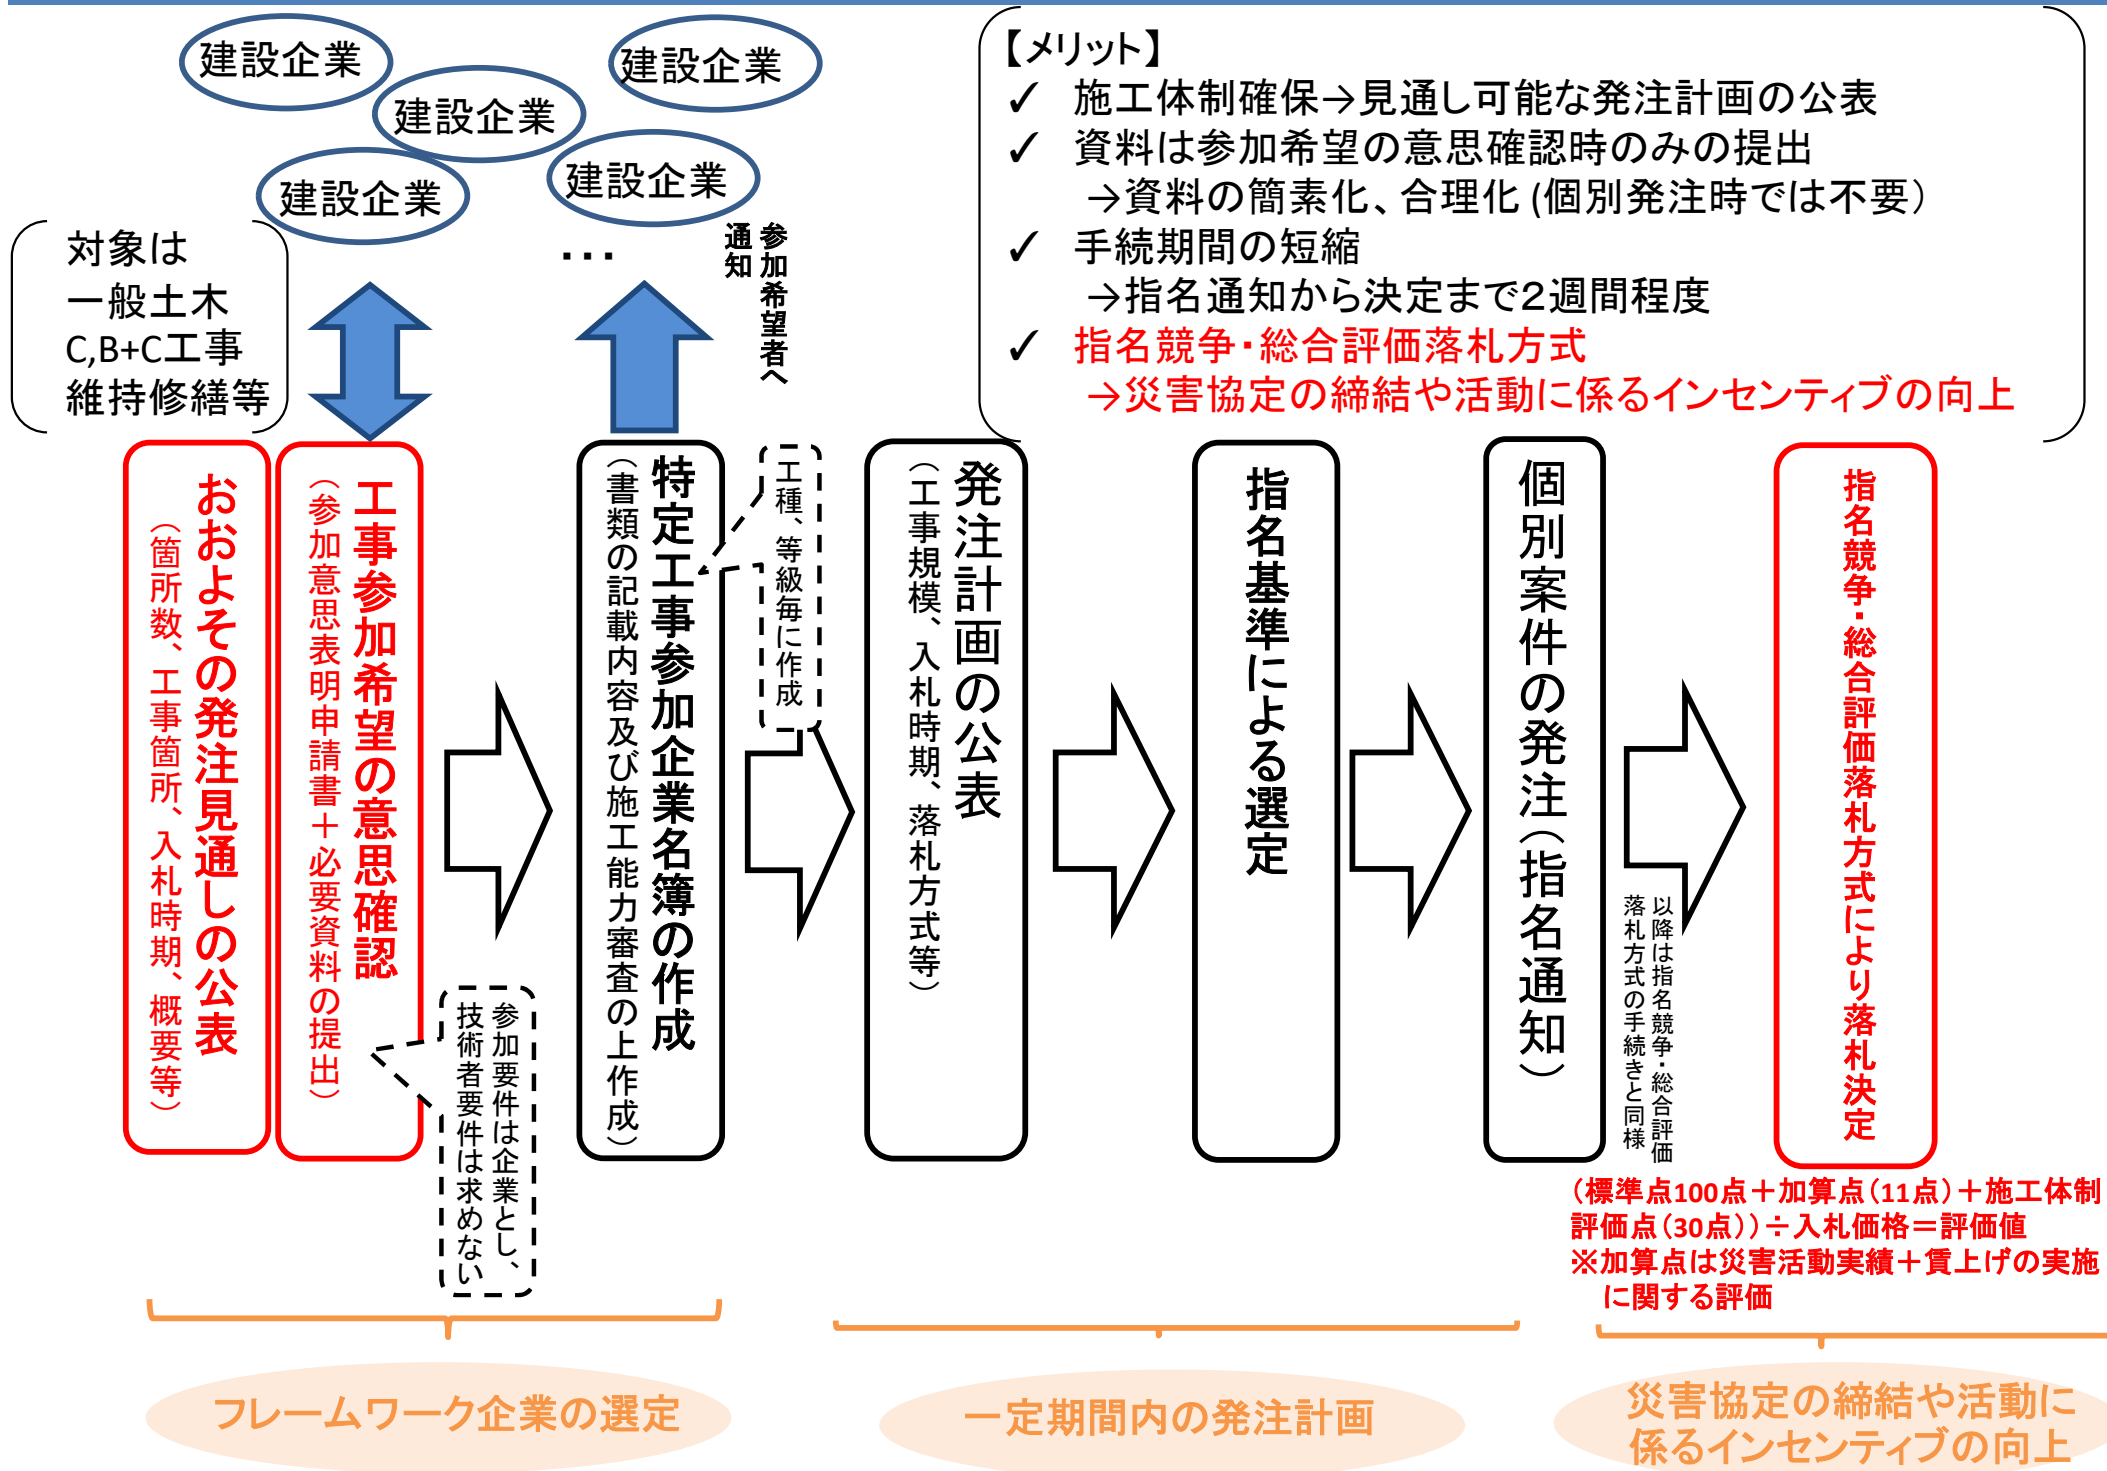 建設企業
建設企業
建設企業
建設企業
建設企業
…
対象は
一般土木
C,B+C工事
維持修繕等
参加希望者へ
通知
【メリット】
✓ 施工体制確保→見通し可能な発注計画の公表
✓ 資料は参加希望の意思確認時のみの提出
→資料の簡素化、合理化 (個別発注時では不要)
✓ 手続期間の短縮
→指名通知から決定まで２週間程度
✓ 指名競争・総合評価落札方式
→災害協定の締結や活動に係るインセンティブの向上
おおよその発注見通しの公表
（箇所数、工事箇所、入札時期、概要等）
工事参加希望の意思確認
（参加意思表明申請書＋必要資料の提出）
参加要件は企業とし、
技術者要件は求めない
特定工事参加企業名簿の作成
（書類の記載内容及び施工能力審査の上作成）
工種、等級毎に作成
発注計画の公表
（工事規模、入札時期、落札方式等）
指名基準による選定
個別案件の発注（指名通知）
以降は指名競争・総合評価
落札方式の手続きと同様
指名競争・総合評価落札方式により落札決定
（標準点100点＋加算点（11点）＋施工体制
評価点（30点））÷入札価格＝評価値
※加算点は災害活動実績＋賃上げの実施
に関する評価
フレームワーク企業の選定
一定期間内の発注計画
災害協定の締結や活動に
係るインセンティブの向上